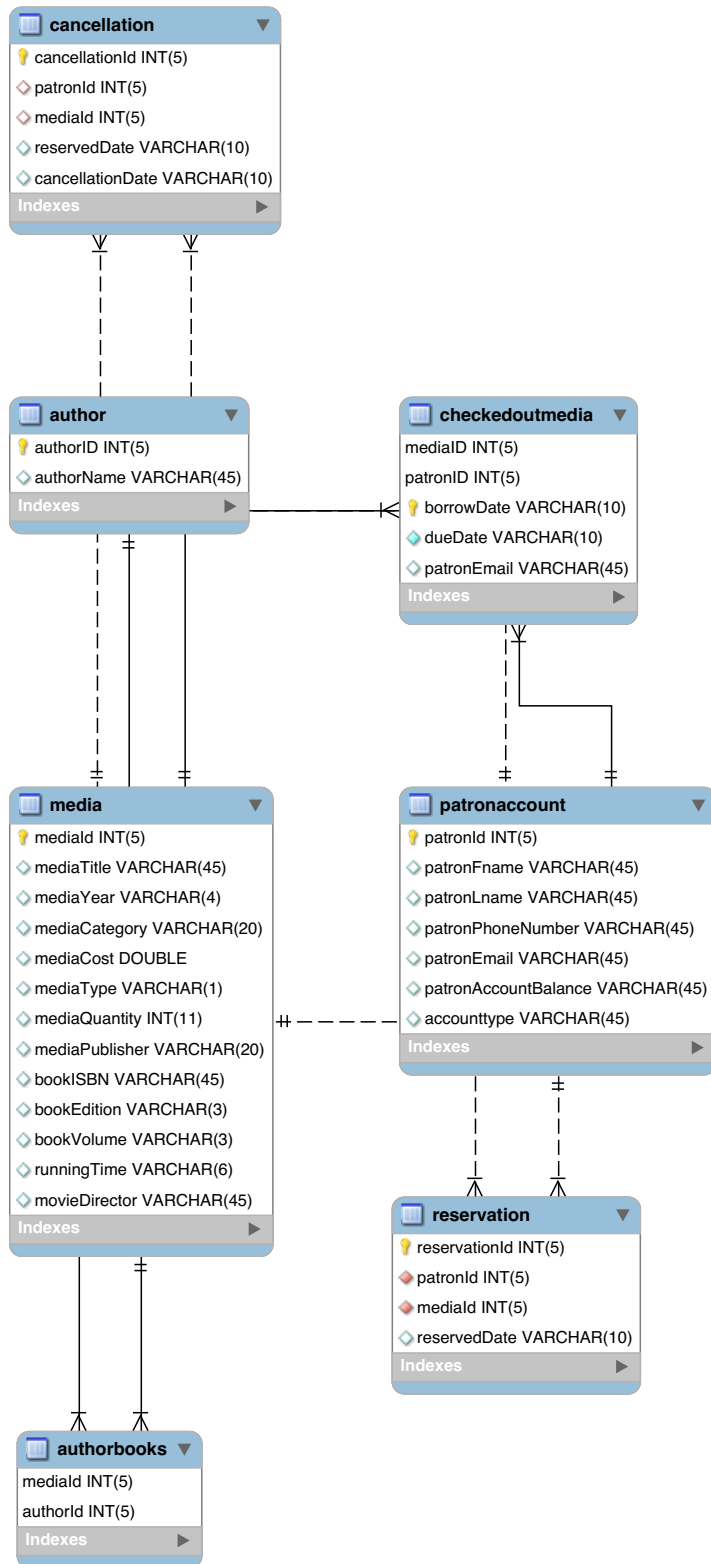 cancellation
cancellationId INT(5)
patronId INT(5)
mediaId INT(5)
reservedDate VARCHAR(10)
cancellationDate VARCHAR(10)
Indexes
author
authorID INT(5)
authorName VARCHAR(45)
Indexes
checkedoutmedia
mediaID INT(5)
patronID INT(5)
borrowDate VARCHAR(10)
dueDate VARCHAR(10)
patronEmail VARCHAR(45)
Indexes
media
mediaId INT(5)
mediaTitle VARCHAR(45)
mediaYear VARCHAR(4)
mediaCategory VARCHAR(20)
mediaCost DOUBLE
mediaType VARCHAR(1)
mediaQuantity INT(11)
mediaPublisher VARCHAR(20)
bookISBN VARCHAR(45)
bookEdition VARCHAR(3)
bookVolume VARCHAR(3)
runningTime VARCHAR(6)
movieDirector VARCHAR(45)
Indexes
patronaccount
patronId INT(5)
patronFname VARCHAR(45)
patronLname VARCHAR(45)
patronPhoneNumber VARCHAR(45)
patronEmail VARCHAR(45)
patronAccountBalance VARCHAR(45)
accounttype VARCHAR(45)
Indexes
reservation
reservationId INT(5)
patronId INT(5)
mediaId INT(5)
reservedDate VARCHAR(10)
Indexes
authorbooks
mediaId INT(5)
authorId INT(5)
Indexes